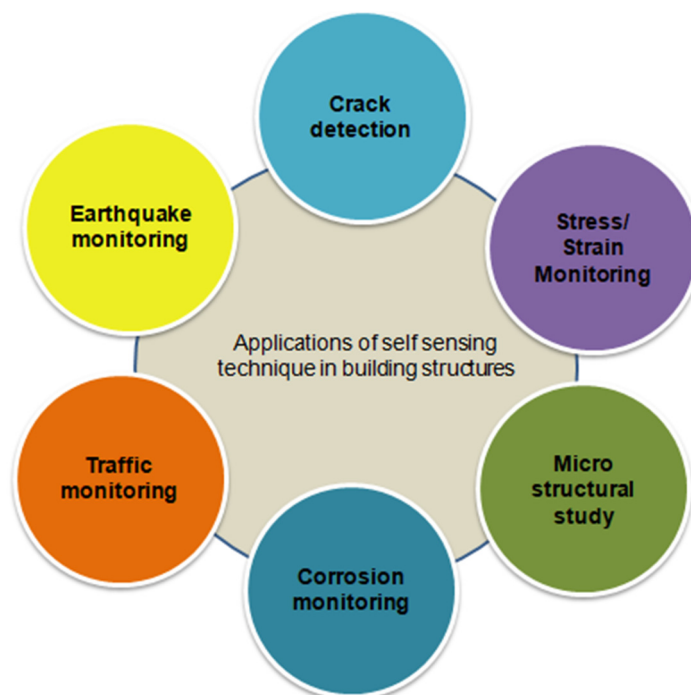 Crack
detection
Stress/
Strain
Monitoring
Micro
structural
study
Corrosion
monitoring
Traffic
monitoring
Earthquake
monitoring
Applications of self sensing
technique in building structures